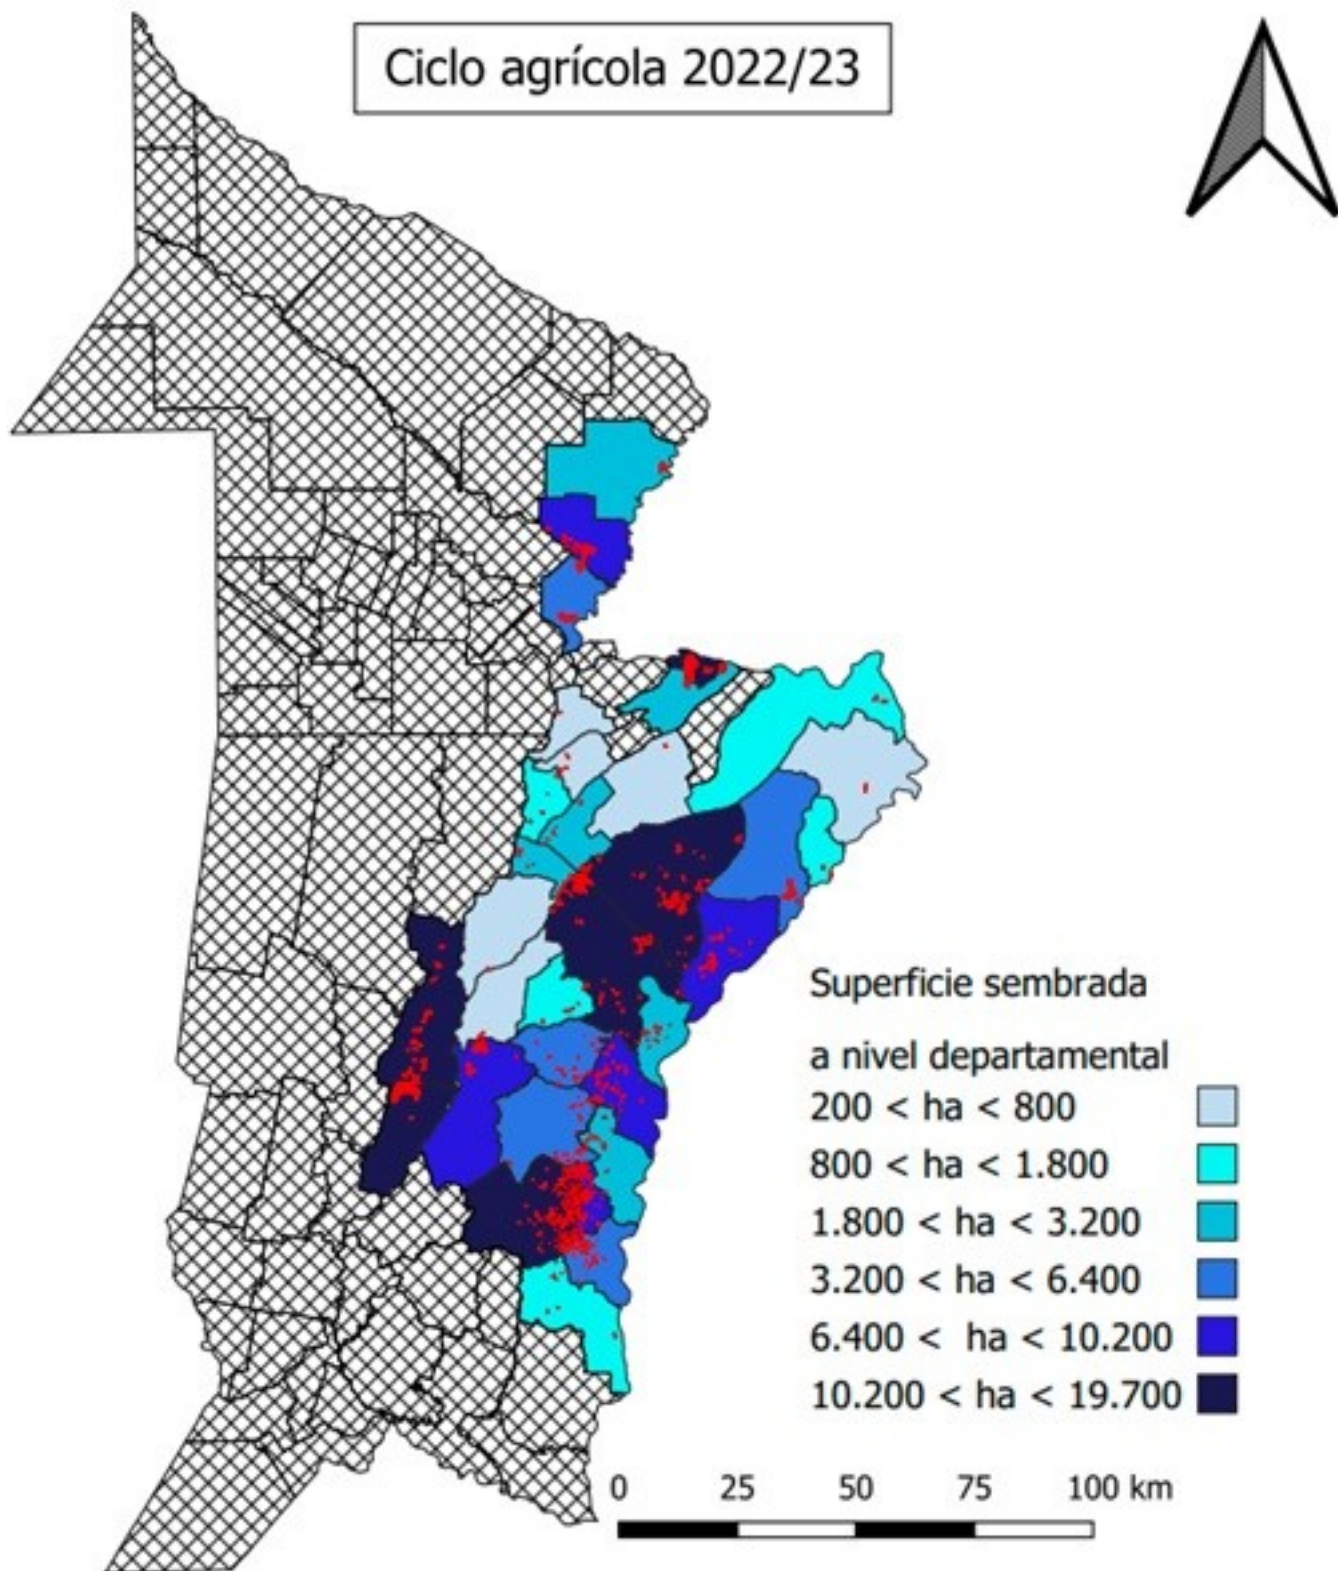 Ciclo agrícola 2022/23
Superficie sembrada
a nivel departamental
200 < ha < 800
800 < ha < 1.800
1.800 < ha < 3.200
3.200 < ha < 6.400
6.400 < ha < 10.200
10.200 < ha < 19.700
0 25 50 75 100 km